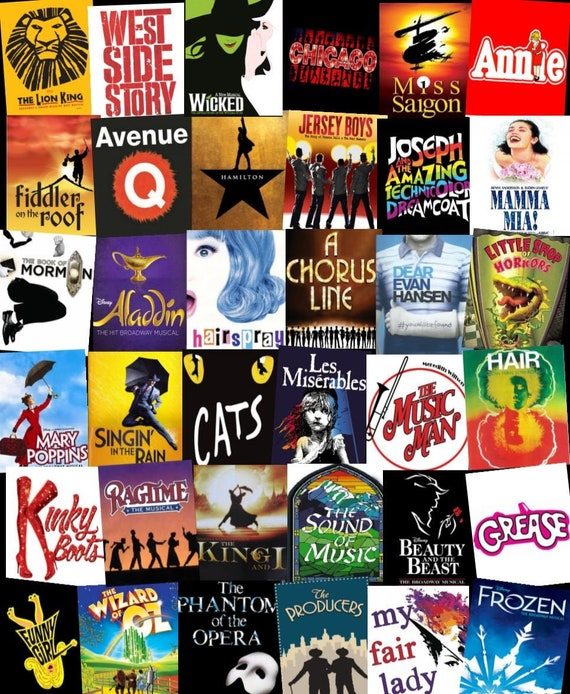 THE LION KING
WEST
SIDE
STORY
A New Musical
WICKED
CHICAGO
Miss
Saigon
Annie
fiddler
on the roof
Avenue
Q
HAMILTON
JERSEY BOYS
JOSEPH
AND THE
AMAZING
TECHNICOLOR
DREAMCOAT
BENNY ANDERSSON & BJÖRN ULVAEUS'
MAMMA
MIA!
THE BOOK OF
MORMON
Disney
Aladdin
THE HIT BROADWAY MUSICAL
hairspray
A
CHORUS
LINE
DEAR
EVAN
HANSEN
#youwillbefound
LITTLE SHOP
OF
HORRORS
MARY
POPPINS
SINGIN'
IN THE
RAIN
CATS
Les
Misérables
Meredith Willson's
THE
MUSIC
MAN
HAIR
Kinky
Boots
RAGTIME
THE MUSICAL
THE
KING
AND
I
THE
SOUND
OF
MUSIC
Disney
BEAUTY AND THE
BEAST
THE BROADWAY MUSICAL
GREASE
FUNNY
GIRL
THE
WIZARD
OF
OZ
The
PHANTOM
of the
OPERA
The
PRODUCERS
my
fair
lady
Disney
FROZEN